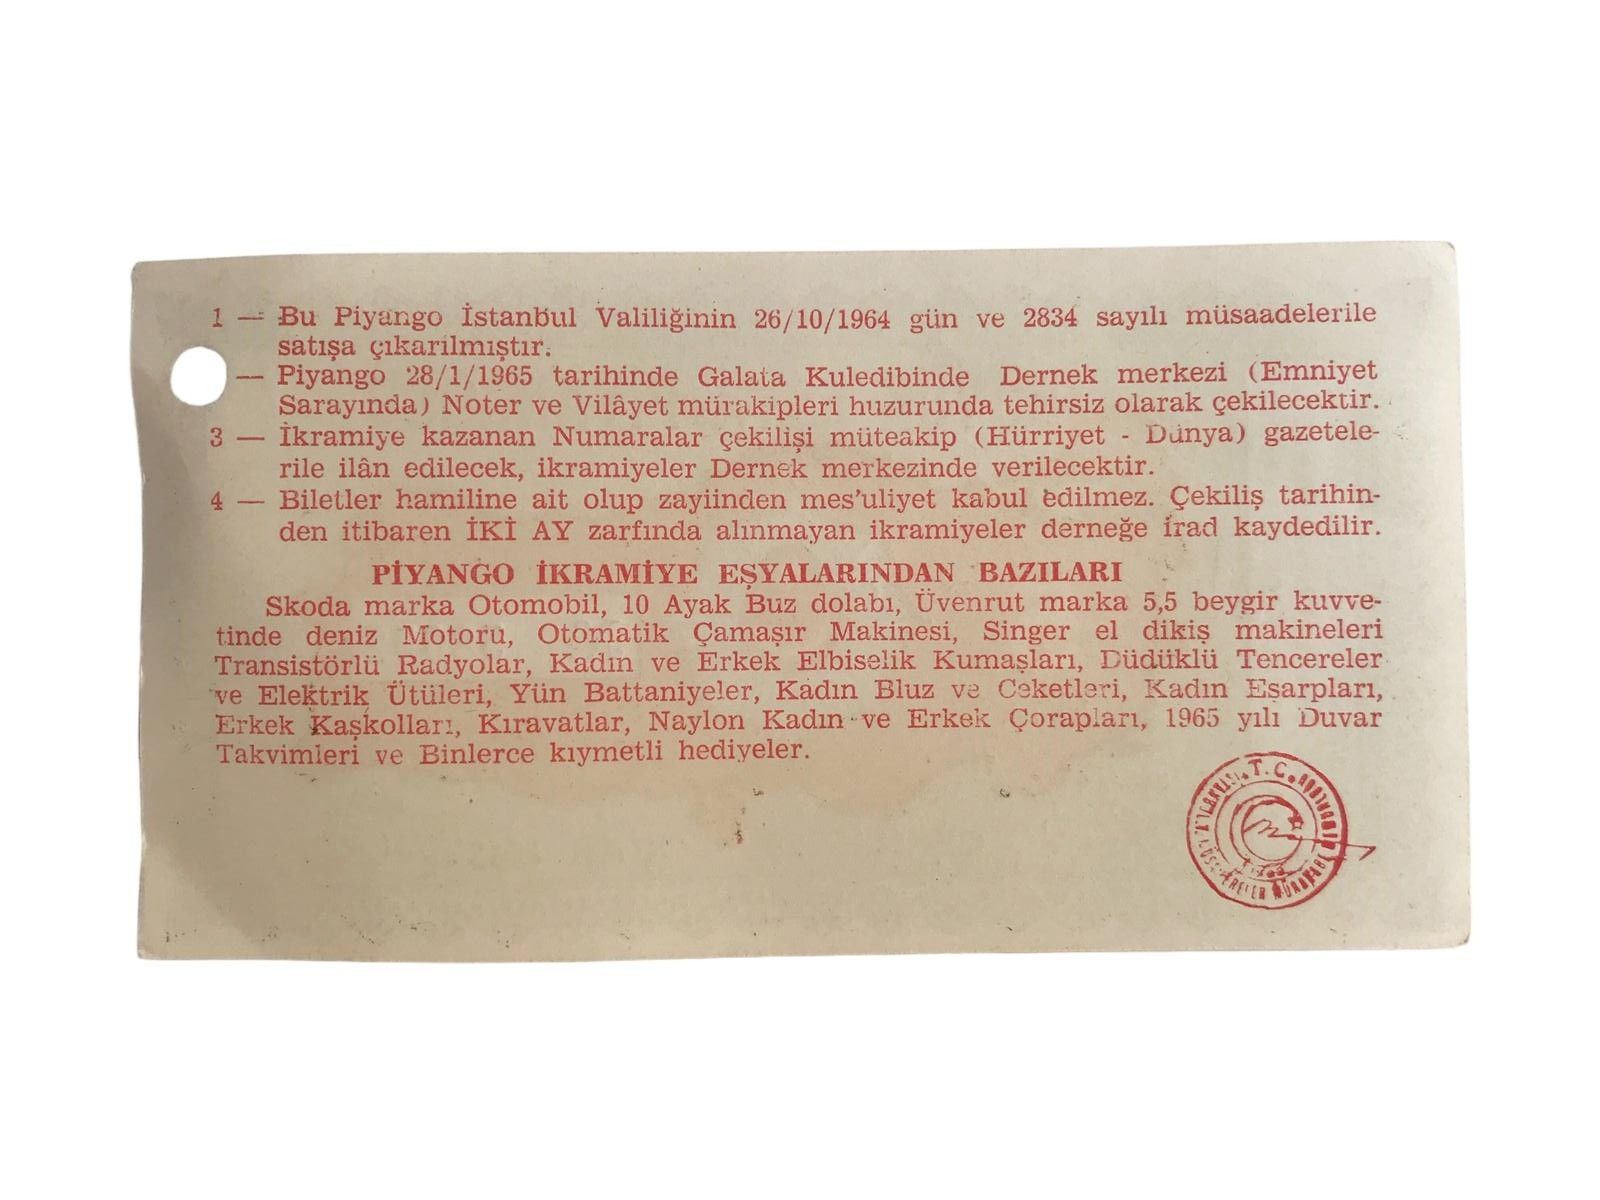 1 — Bu Piyango İstanbul Valiliğinin 26/10/1964 gün ve 2834 sayılı müsaadelerile
satışa çıkarılmıştır.
— Piyango 28/1/1965 tarihinde Galata Kuledibinde Dernek merkezi (Emniyet
Sarayında) Noter ve Vilâyet mürakipleri huzurunda tehirsiz olarak çekilecektir.
3 — İkramiye kazanan Numaralar çekilişi müteakip (Hürriyet - Dünya) gazetele-
rile ilân edilecek, ikramiyeler Dernek merkezinde verilecektir.
4 — Biletler hamiline ait olup zayiinden mes'uliyet kabul edilmez. Çekiliş tarihin-
den itibaren İKİ AY zarfında alınmayan ikramiyeler derneğe irad kaydedilir.
PİYANGO İKRAMİYE EŞYALARINDAN BAZILARI
Skoda marka Otomobil, 10 Ayak Buz dolabı, Üvenrut marka 5,5 beygir kuvve-
tinde deniz Motoru, Otomatik Çamaşır Makinesi, Singer el dikiş makineleri
Transistörlü Radyolar, Kadın ve Erkek Elbiselik Kumaşları, Düdüklü Tencereler
ve Elektrik Ütüleri, Yün Battaniyeler, Kadın Bluz ve Ceketleri, Kadın Eşarpları,
Erkek Kaşkolları, Kıravatlar, Naylon Kadın ve Erkek Çorapları, 1965 yılı Duvar
Takvimleri ve Binlerce kıymetli hediyeler.
T. C.